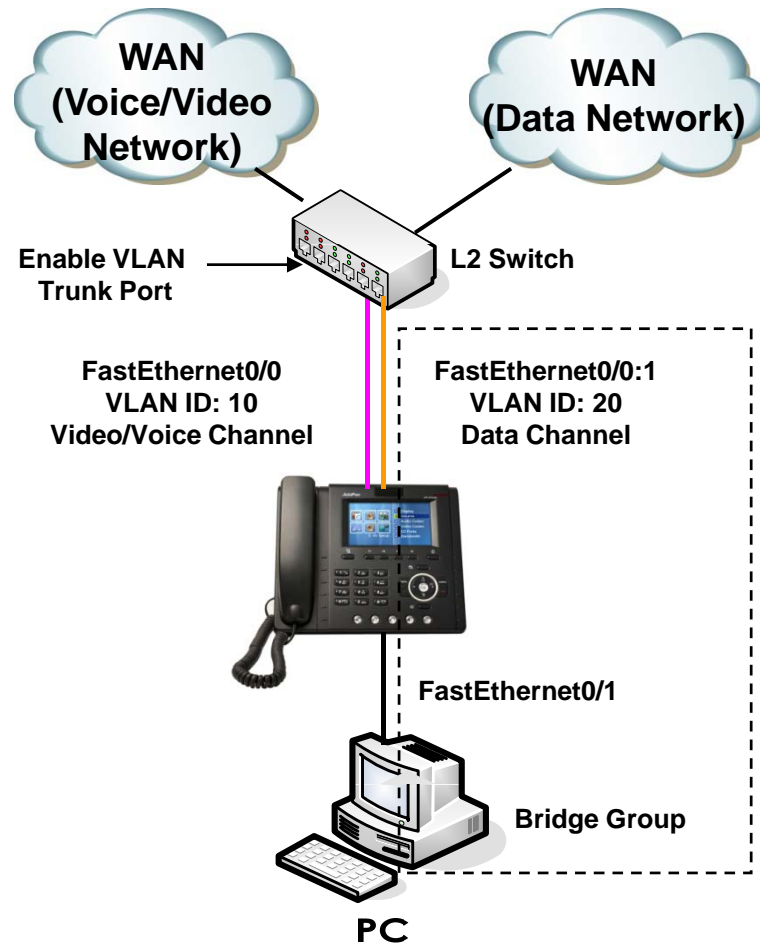 WAN
(Voice/Video
Network)
WAN
(Data Network)
Enable VLAN
Trunk Port
L2 Switch
FastEthernet0/0
VLAN ID: 10
Video/Voice Channel
FastEthernet0/0:1
VLAN ID: 20
Data Channel
AddPac
FastEthernet0/1
Bridge Group
PC